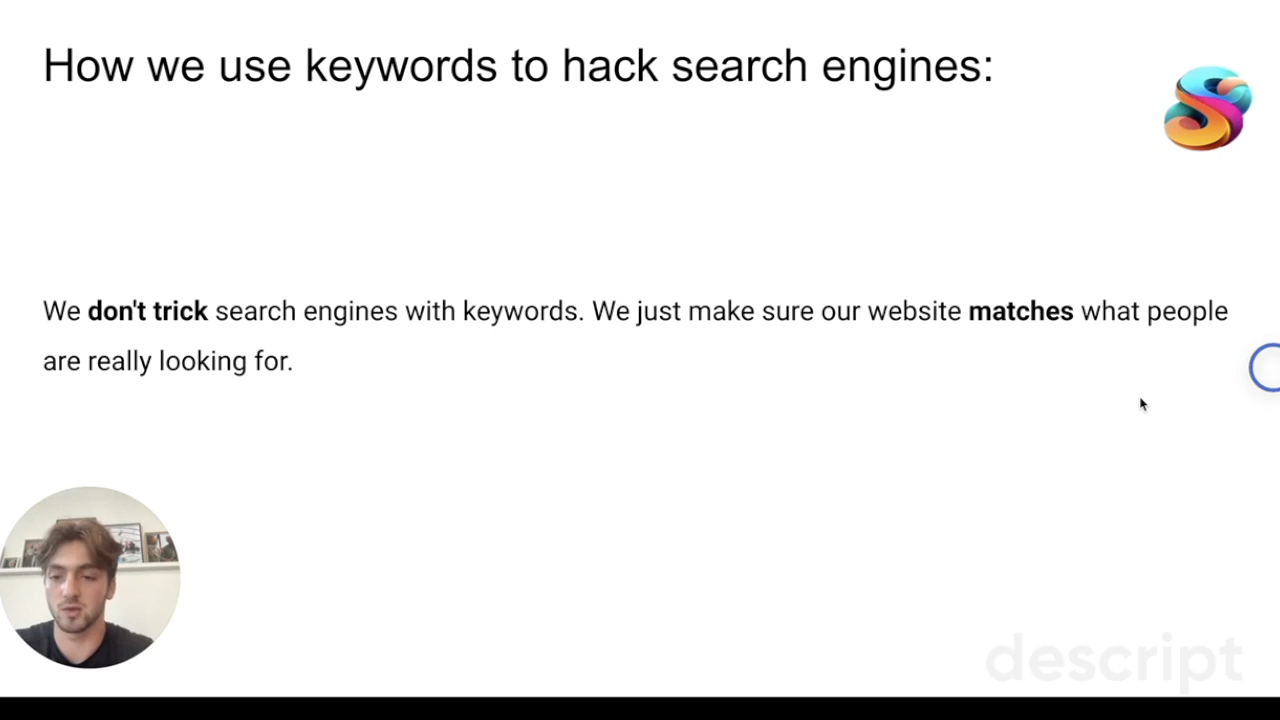 How we use keywords to hack search engines:
We don't trick search engines with keywords. We just make sure our website matches what people
are really looking for.
descript